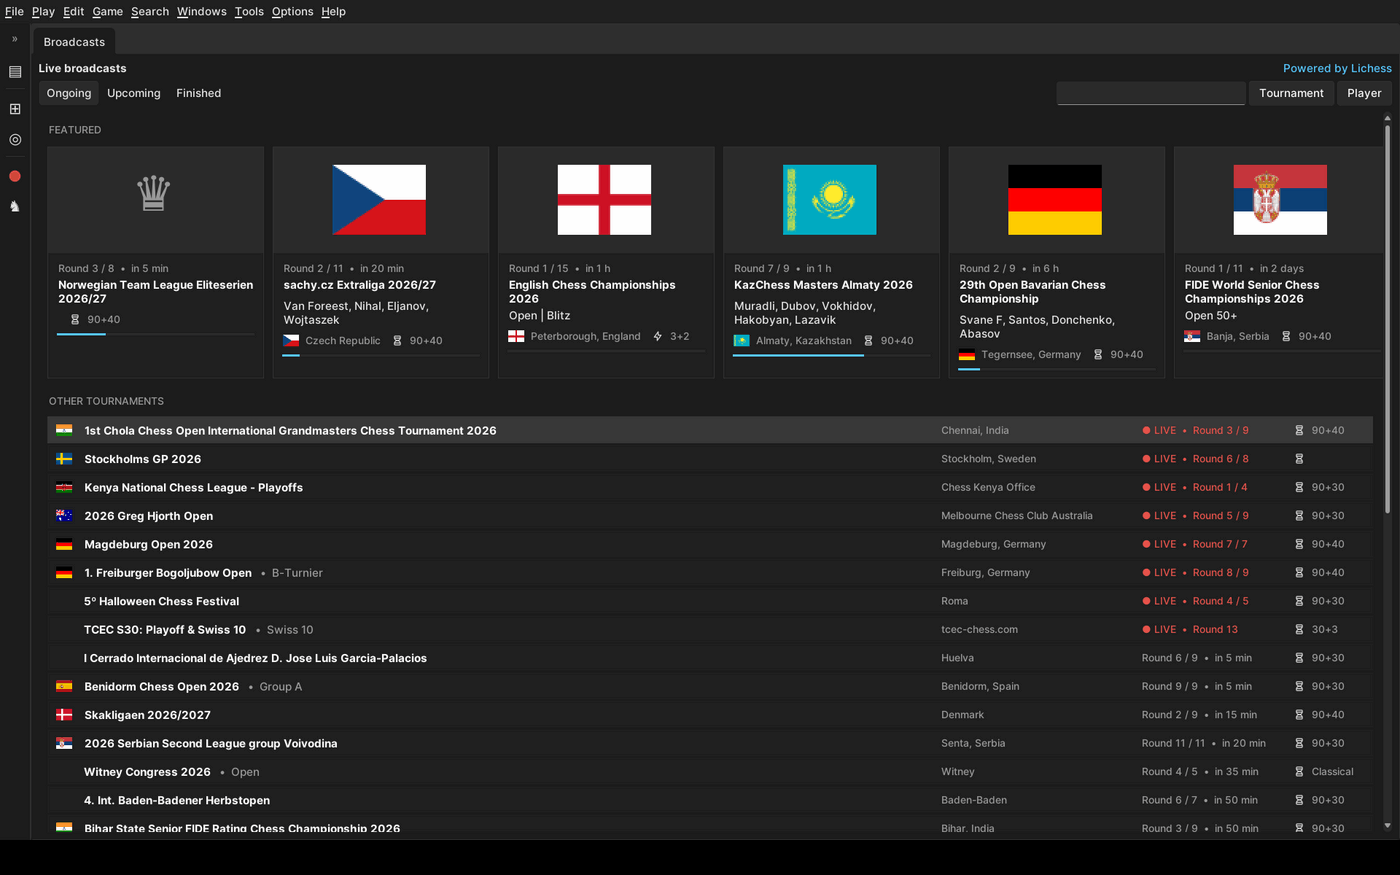 File Play Edit Game Search Windows Tools Options Help
»
Broadcasts
Live broadcasts
Powered by Lichess
Ongoing Upcoming Finished
Tournament Player
FEATURED
Round 3 / 8 • in 5 min
Norwegian Team League Eliteserien
2026/27
90+40
Round 2 / 11 • in 20 min
sachy.cz Extraliga 2026/27
Van Foreest, Nihal, Eljanov,
Wojtaszek
Czech Republic 90+40
Round 1 / 15 • in 1 h
English Chess Championships
2026
Open | Blitz
Peterborough, England 3+2
Round 7 / 9 • in 1 h
KazChess Masters Almaty 2026
Muradli, Dubov, Vokhidov,
Hakobyan, Lazavik
Almaty, Kazakhstan 90+40
Round 2 / 9 • in 6 h
29th Open Bavarian Chess
Championship
Svane F, Santos, Donchenko,
Abasov
Tegernsee, Germany 90+40
Round 1 / 11 • in 2 days
FIDE World Senior Chess
Championships 2026
Open 50+
Banja, Serbia 90+40
OTHER TOURNAMENTS
1st Chola Chess Open International Grandmasters Chess Tournament 2026 Chennai, India LIVE • Round 3 / 9 90+40
Stockholms GP 2026 Stockholm, Sweden LIVE • Round 6 / 8
Kenya National Chess League - Playoffs Chess Kenya Office LIVE • Round 1 / 4 90+30
2026 Greg Hjorth Open Melbourne Chess Club Australia LIVE • Round 5 / 9 90+30
Magdeburg Open 2026 Magdeburg, Germany LIVE • Round 7 / 7 90+40
1. Freiburger Bogoljubow Open • B-Turnier Freiburg, Germany LIVE • Round 8 / 9 90+40
5º Halloween Chess Festival Roma LIVE • Round 4 / 5 90+30
TCEC S30: Playoff & Swiss 10 • Swiss 10 tcec-chess.com LIVE • Round 13 30+3
I Cerrado Internacional de Ajedrez D. Jose Luis Garcia-Palacios Huelva Round 6 / 9 • in 5 min 90+30
Benidorm Chess Open 2026 • Group A Benidorm, Spain Round 9 / 9 • in 5 min 90+30
Skakligaen 2026/2027 Denmark Round 2 / 9 • in 15 min 90+40
2026 Serbian Second League group Voivodina Senta, Serbia Round 11 / 11 • in 20 min 90+30
Witney Congress 2026 • Open Witney Round 4 / 5 • in 35 min Classical
4. Int. Baden-Badener Herbstopen Baden-Baden Round 6 / 7 • in 50 min 90+30
Bihar State Senior FIDE Rating Chess Championship 2026 Bihar, India Round 3 / 9 • in 50 min 90+30